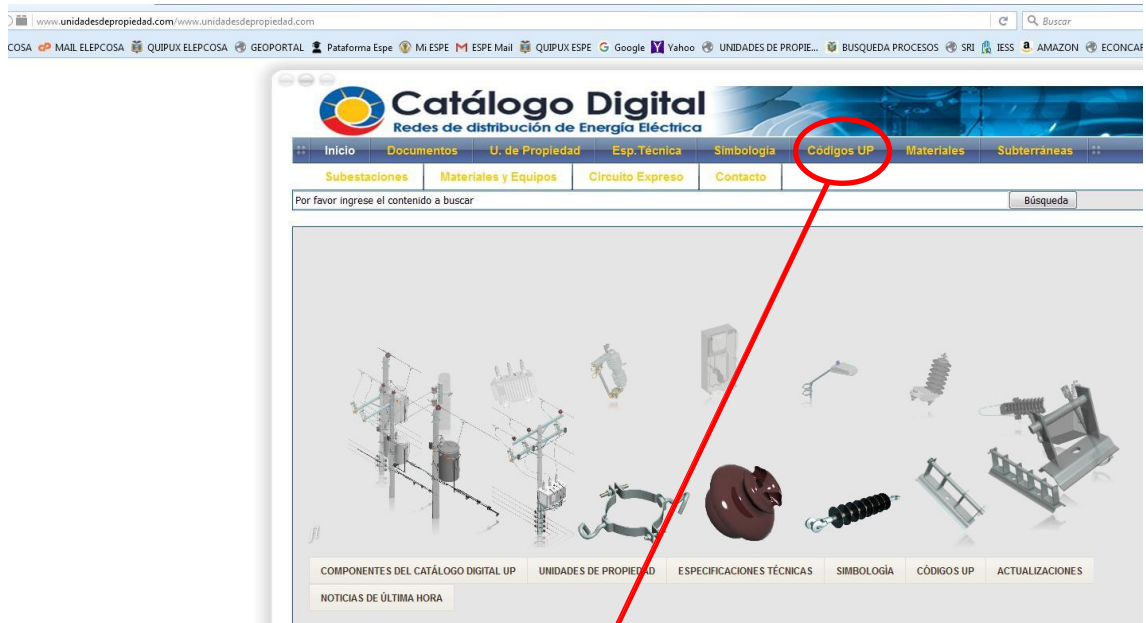 www.unidadesdepropiedad.com/www.unidadesdepropiedad.com Buscar
COSA MAIL ELEPCOSA QUIPUX ELEPCOSA GEOPORTAL Pataforma Espe Mi ESPE ESPE Mail QUIPUX ESPE Google Yahoo UNIDADES DE PROPIE... BUSQUEDA PROCESOS SRI IESS AMAZON ECONCAR
Catálogo Digital
Redes de distribución de Energía Eléctrica
Inicio Documentos U. de Propiedad Esp.Técnica Simbología Códigos UP Materiales Subterráneas
Subestaciones Materiales y Equipos Circuito Expreso Contacto
Por favor ingrese el contenido a buscar Búsqueda
COMPONENTES DEL CATÁLOGO DIGITAL UP UNIDADES DE PROPIEDAD ESPECIFICACIONES TÉCNICAS SIMBOLOGÌA CÓDIGOS UP ACTUALIZACIONES
NOTICIAS DE ÚLTIMA HORA